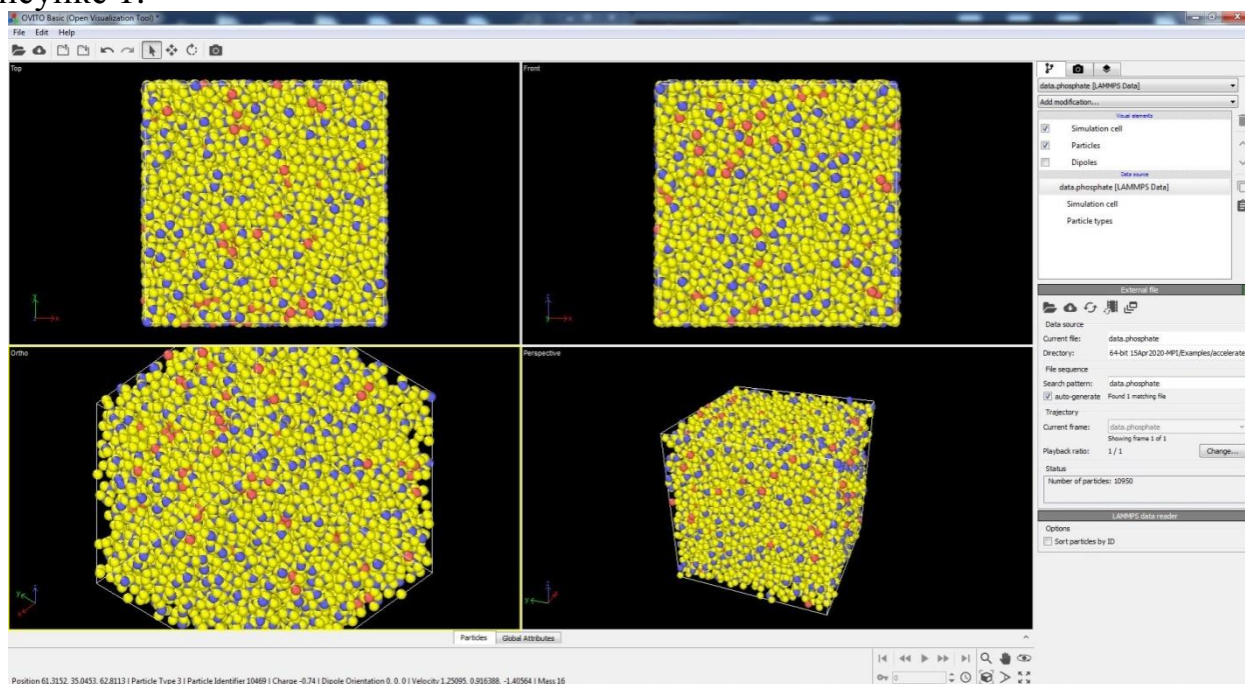 OVITO Basic (Open Visualization Tool) *
File Edit Help
Top
Front
Ortho
Perspective
data.phosphate [LAMMPS Data]
Add modification...
Visual elements
Simulation cell
Particles
Dipoles
Data source
data.phosphate [LAMMPS Data]
Simulation cell
Particle types
External file
Data source
Current file: data.phosphate
Directory: 64-bit 15Apr2020-MPI/Examples/accelerate
File sequence
Search pattern: data.phosphate
auto-generate Found 1 matching file
Trajectory
Current frame: data.phosphate
Showing frame 1 of 1
Playback ratio: 1 / 1 Change...
Status
Number of particles: 10950
LAMMPS data reader
Options
Sort particles by ID
Particles Global Attributes
0
Position 61.3152, 35.0453, 62.8113 | Particle Type 3 | Particle Identifier 10469 | Charge -0.74 | Dipole Orientation 0, 0, 0 | Velocity 1.25095, 0.916388, -1.40564 | Mass 16